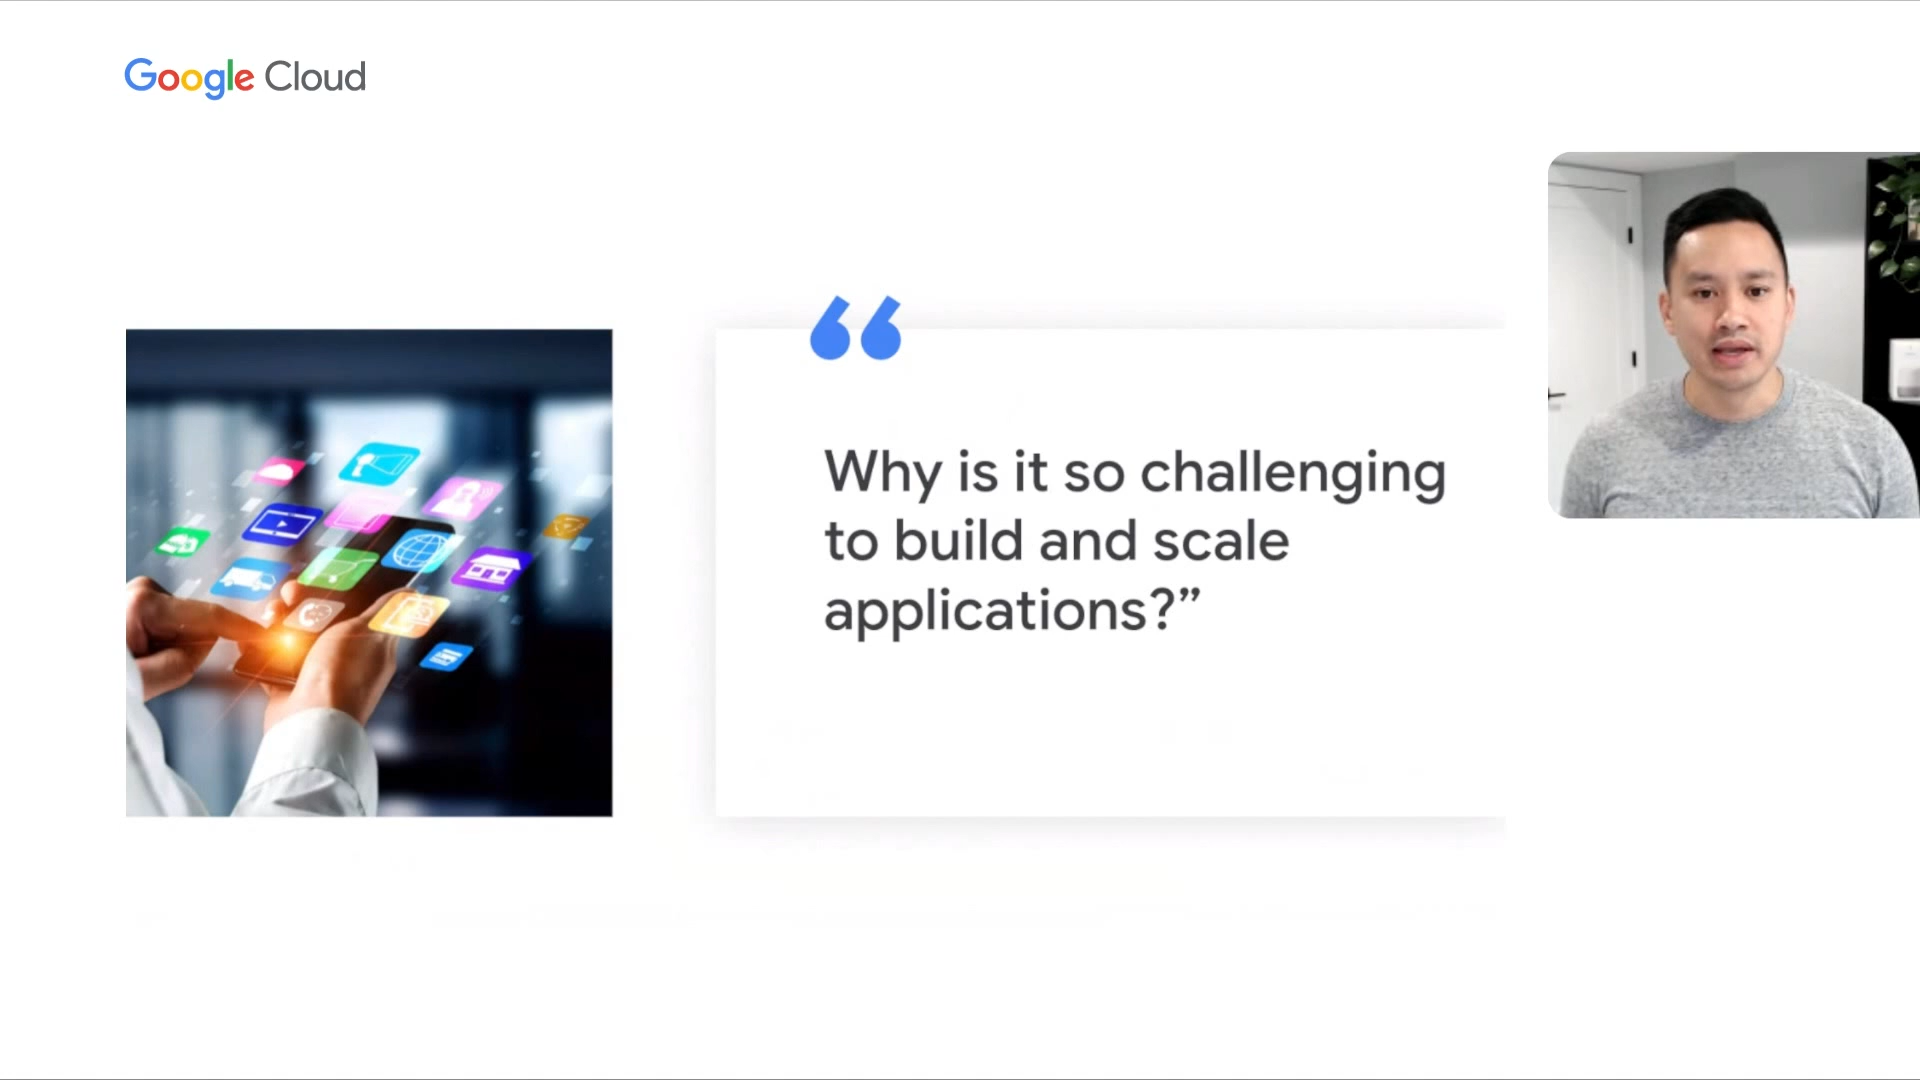 Google Cloud
“
Why is it so challenging
to build and scale
applications?”